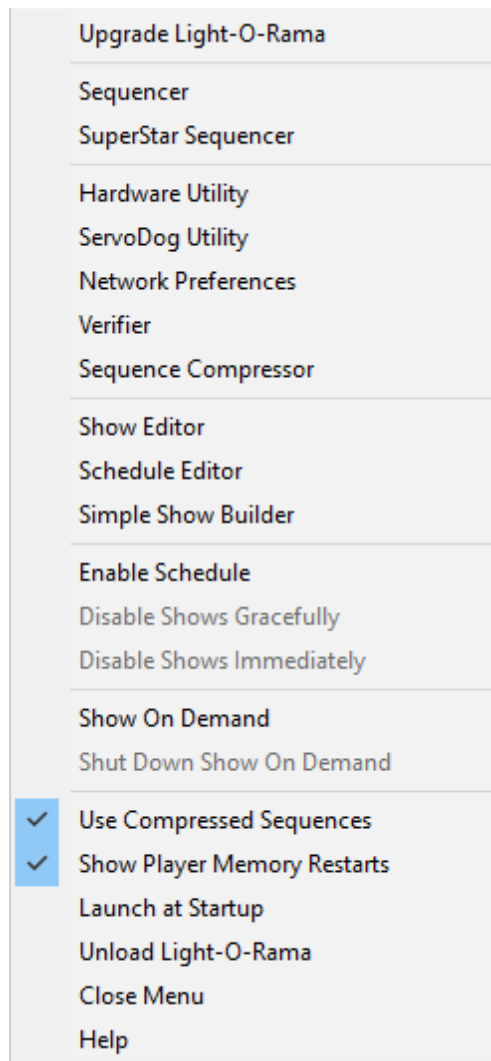 Upgrade Light-O-Rama
Sequencer
SuperStar Sequencer
Hardware Utility
ServoDog Utility
Network Preferences
Verifier
Sequence Compressor
Show Editor
Schedule Editor
Simple Show Builder
Enable Schedule
Disable Shows Gracefully
Disable Shows Immediately
Show On Demand
Shut Down Show On Demand
Use Compressed Sequences
Show Player Memory Restarts
Launch at Startup
Unload Light-O-Rama
Close Menu
Help